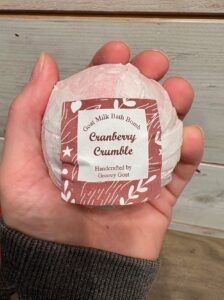 Goat Milk Bath Bomb
Cranberry
Crumble
Handcrafted by
Groovy Goat